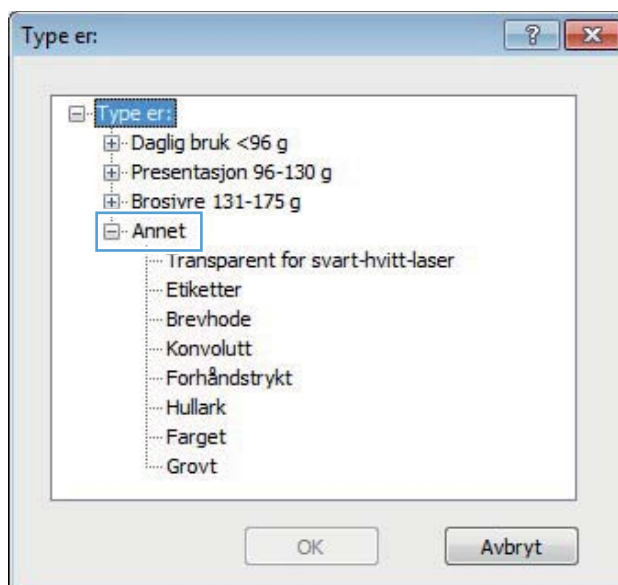 Type er:
Type er:
Daglig bruk <96 g
Presentasjon 96-130 g
Brosivre 131-175 g
Annet
Transparent for svart-hvitt-laser
Etiketter
Brevhode
Konvolutt
Forhåndstrykt
Hullark
Farget
Grovt
OK
Avbryt